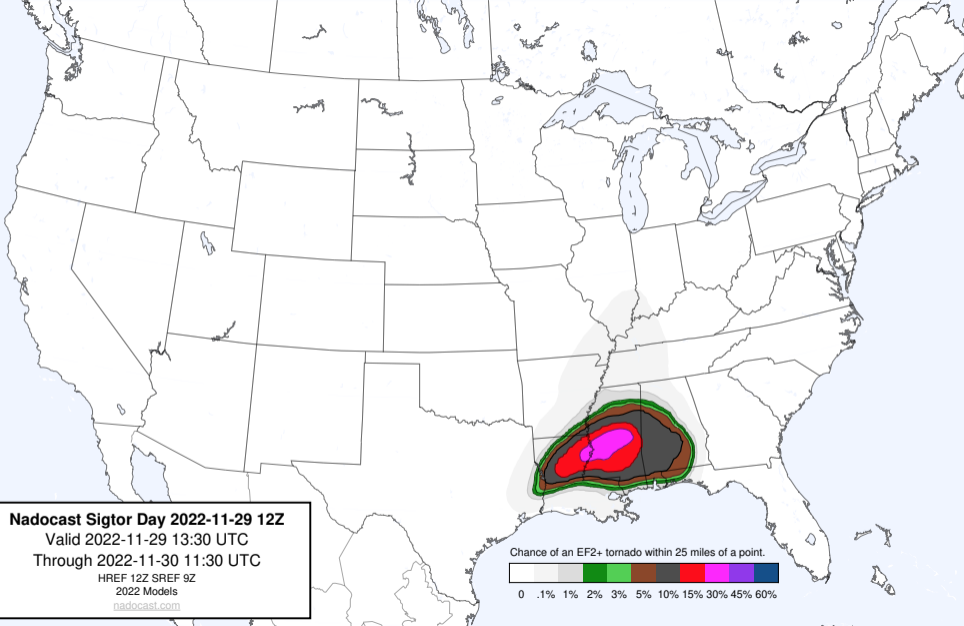 Nadocast Sigtor Day 2022-11-29 12Z
Valid 2022-11-29 13:30 UTC
Through 2022-11-30 11:30 UTC
HREF 12Z SREF 9Z
2022 Models
nadocast.com
Chance of an EF2+ tornado within 25 miles of a point.
0 .1% 1% 2% 3% 5% 10% 15% 30% 45% 60%